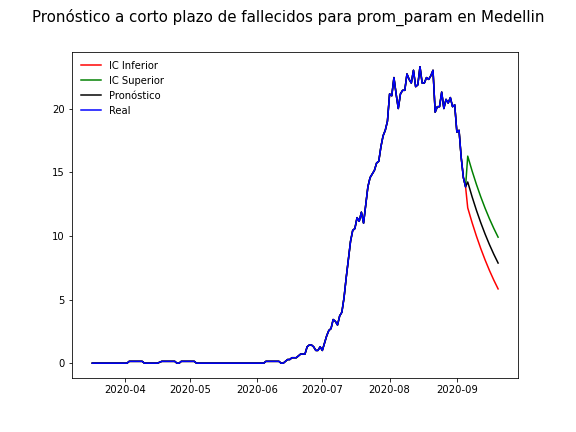 Pronóstico a corto plazo de fallecidos para prom_param en Medellin
IC Inferior
IC Superior
Pronóstico
Real
20
15
10
5
0
2020-04 2020-05 2020-06 2020-07 2020-08 2020-09